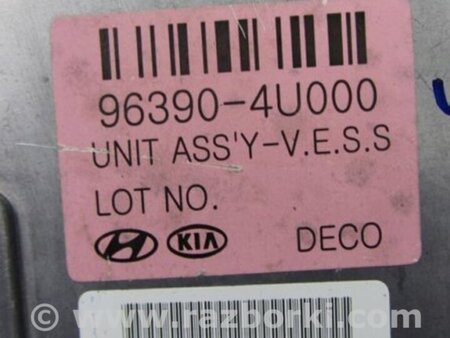 96390-4U000
UNIT ASS'Y-V.E.S.S
LOT NO.
KIA DECO
© www.razborki.com